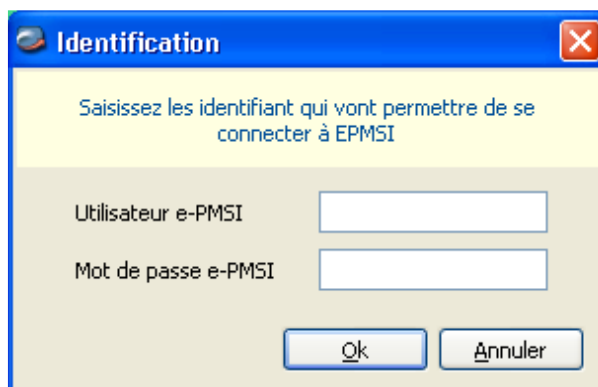 Identification
Saisissez les identifiant qui vont permettre de se
connecter à EPMSI
Utilisateur e-PMSI
Mot de passe e-PMSI
Ok
Annuler